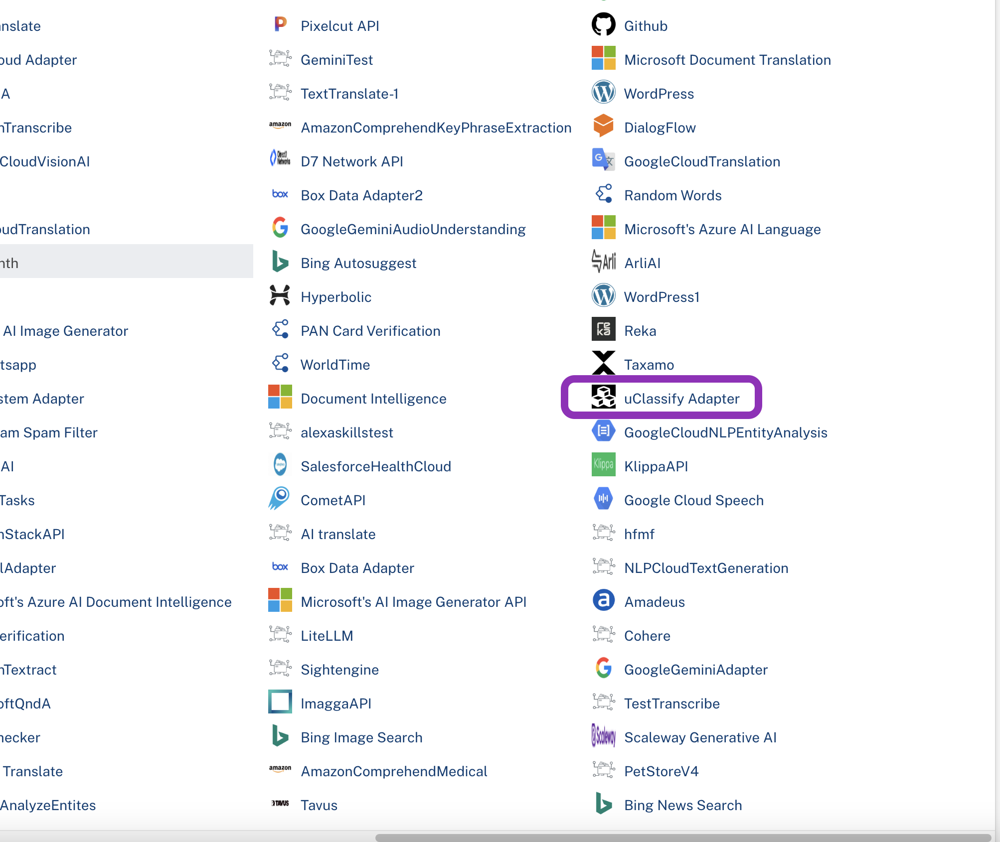 nslate
oud Adapter
A
nTranscribe
CloudVisionAI
oudTranslation
nth
AI Image Generator
tsapp
stem Adapter
am Spam Filter
AI
Tasks
nStackAPI
lAdapter
oft's Azure AI Document Intelligence
erification
nTextract
oftQndA
hecker
Translate
AnalyzeEntites
Pixelcut API
GeminiTest
TextTranslate-1
amazon AmazonComprehendKeyPhraseExtraction
Direct7 Networks D7 Network API
box Box Data Adapter2
GoogleGeminiAudioUnderstanding
Bing Autosuggest
Hyperbolic
PAN Card Verification
WorldTime
Document Intelligence
alexaskillstest
SalesforceHealthCloud
CometAPI
AI translate
box Box Data Adapter
Microsoft's AI Image Generator API
LiteLLM
Sightengine
ImaggaAPI
Bing Image Search
amazon AmazonComprehendMedical
TAVUS Tavus
Github
Microsoft Document Translation
WordPress
DialogFlow
GoogleCloudTranslation
Random Words
Microsoft's Azure AI Language
Arli ArliAI
WordPress1
reka Reka
Taxamo
uClassify Adapter
GoogleCloudNLPEntityAnalysis
Klippa KlippaAPI
Google Cloud Speech
hfmf
NLPCloudTextGeneration
a Amadeus
Cohere
GoogleGeminiAdapter
TestTranscribe
Scaleway Scaleway Generative AI
PetStoreV4
Bing News Search